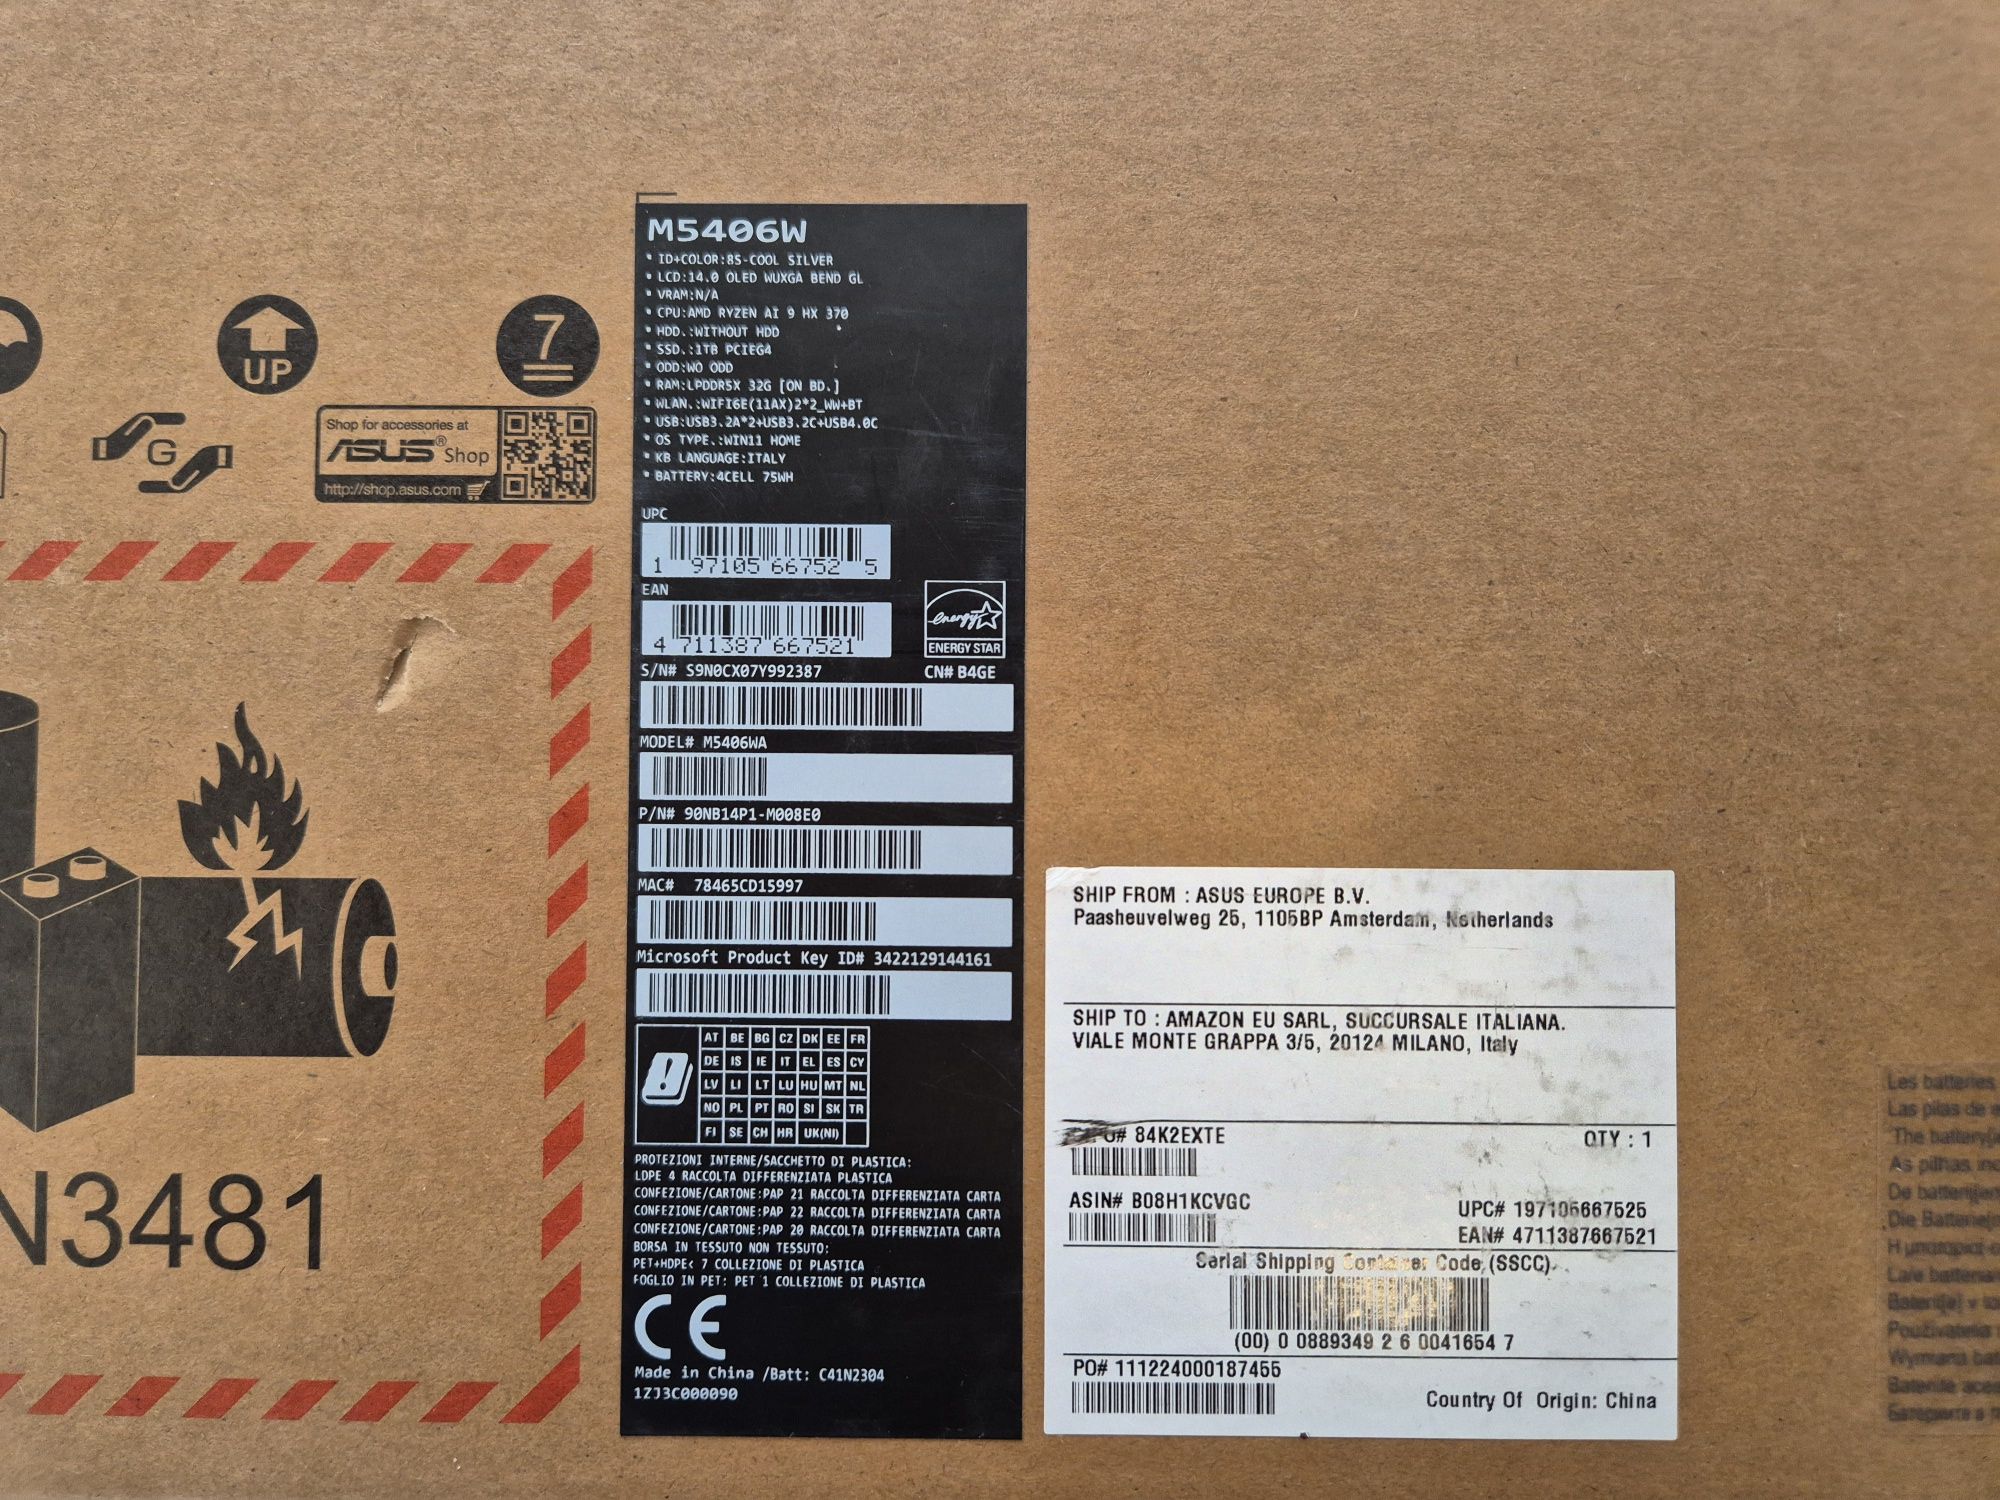 UP
7
G
Shop for accessories at
ASUS® Shop
http://shop.asus.com
N3481
M5406W
• ID+COLOR:8S-COOL SILVER
• LCD:14.0 OLED WUXGA BEND GL
• VRAM:N/A
• CPU:AMD RYZEN AI 9 HX 370
• HDD.:WITHOUT HDD
• SSD.:1TB PCIEG4
• ODD:WO ODD
• RAM:LPDDR5X 32G [ON BD.]
• WLAN.:WIFI6E(11AX)2*2_WW+BT
• USB:USB3.2A*2+USB3.2C+USB4.0C
• OS TYPE.:WIN11 HOME
• KB LANGUAGE:ITALY
• BATTERY:4CELL 75WH
UPC
1 97105 66752 5
EAN
4 711387 667521
energy
ENERGY STAR
S/N# S9N0CX07Y992387
CN# B4GE
MODEL# M5406WA
P/N# 90NB14P1-M008E0
MAC# 78465CD15997
Microsoft Product Key ID# 3422129144161
AT BE BG CZ DK EE FR
DE IS IE IT EL ES CY
LV LI LT LU HU MT NL
NO PL PT RO SI SK TR
FI SE CH HR UK(NI)
PROTEZIONI INTERNE/SACCHETTO DI PLASTICA:
LDPE 4 RACCOLTA DIFFERENZIATA PLASTICA
CONFEZIONE/CARTONE:PAP 21 RACCOLTA DIFFERENZIATA CARTA
CONFEZIONE/CARTONE:PAP 22 RACCOLTA DIFFERENZIATA CARTA
CONFEZIONE/CARTONE:PAP 20 RACCOLTA DIFFERENZIATA CARTA
BORSA IN TESSUTO NON TESSUTO:
PET+HDPE< 7 COLLEZIONE DI PLASTICA
FOGLIO IN PET: PET 1 COLLEZIONE DI PLASTICA
CE
Made in China /Batt: C41N2304
1ZJ3C000090
SHIP FROM : ASUS EUROPE B.V.
Paasheuvelweg 25, 1105BP Amsterdam, Netherlands
SHIP TO : AMAZON EU SARL, SUCCURSALE ITALIANA.
VIALE MONTE GRAPPA 3/5, 20124 MILANO, Italy
84K2EXTE
QTY : 1
ASIN# B08H1KCVGC
UPC# 197105667525
EAN# 4711387667521
Serial Shipping Container Code (SSCC)
(00) 0 0889349 2 6 0041654 7
PO# 111224000187455
Country Of Origin: China
Les batteries
Las pilas de
The
As pilhas
De
Die